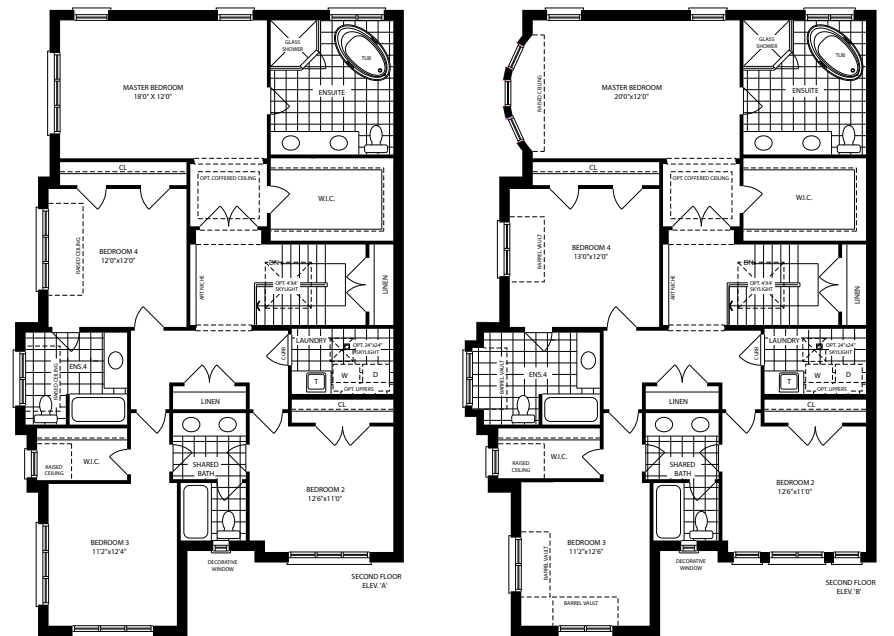 GLASS
SHOWER
TUB
MASTER BEDROOM
18'0" X 12'0"
ENSUITE
CL
OPT. COFFERED CEILING
W.I.C.
RAISED CEILING
BEDROOM 4
12'0"x12'0"
ART NICHE
DN
OPT. 4'X4'
SKYLIGHT
LINEN
ENS.4
RAISED CEILING
LAUNDRY
OPT. 24"x24"
SKYLIGHT
CURB
T
W
D
OPT. UPPERS
LINEN
CL
RAISED
CEILING
W.I.C.
SHARED
BATH
BEDROOM 2
12'6"x11'0"
BEDROOM 3
11'2"x12'4"
DECORATIVE
WINDOW
SECOND FLOOR
ELEV. 'A'
GLASS
SHOWER
TUB
RAISED CEILING
MASTER BEDROOM
20'0"x12'0"
ENSUITE
CL
OPT. COFFERED CEILING
W.I.C.
BARREL VAULT
BEDROOM 4
13'0"x12'0"
ART NICHE
DN
OPT. 4'X4'
SKYLIGHT
LINEN
BARREL VAULT
ENS.4
LAUNDRY
OPT. 24"x24"
SKYLIGHT
CURB
T
W
D
OPT. UPPERS
LINEN
CL
RAISED
CEILING
W.I.C.
SHARED
BATH
BEDROOM 2
12'6"x11'0"
BEDROOM 3
11'2"x12'6"
BARREL VAULT
BARREL VAULT
DECORATIVE
WINDOW
SECOND FLOOR
ELEV. 'B'